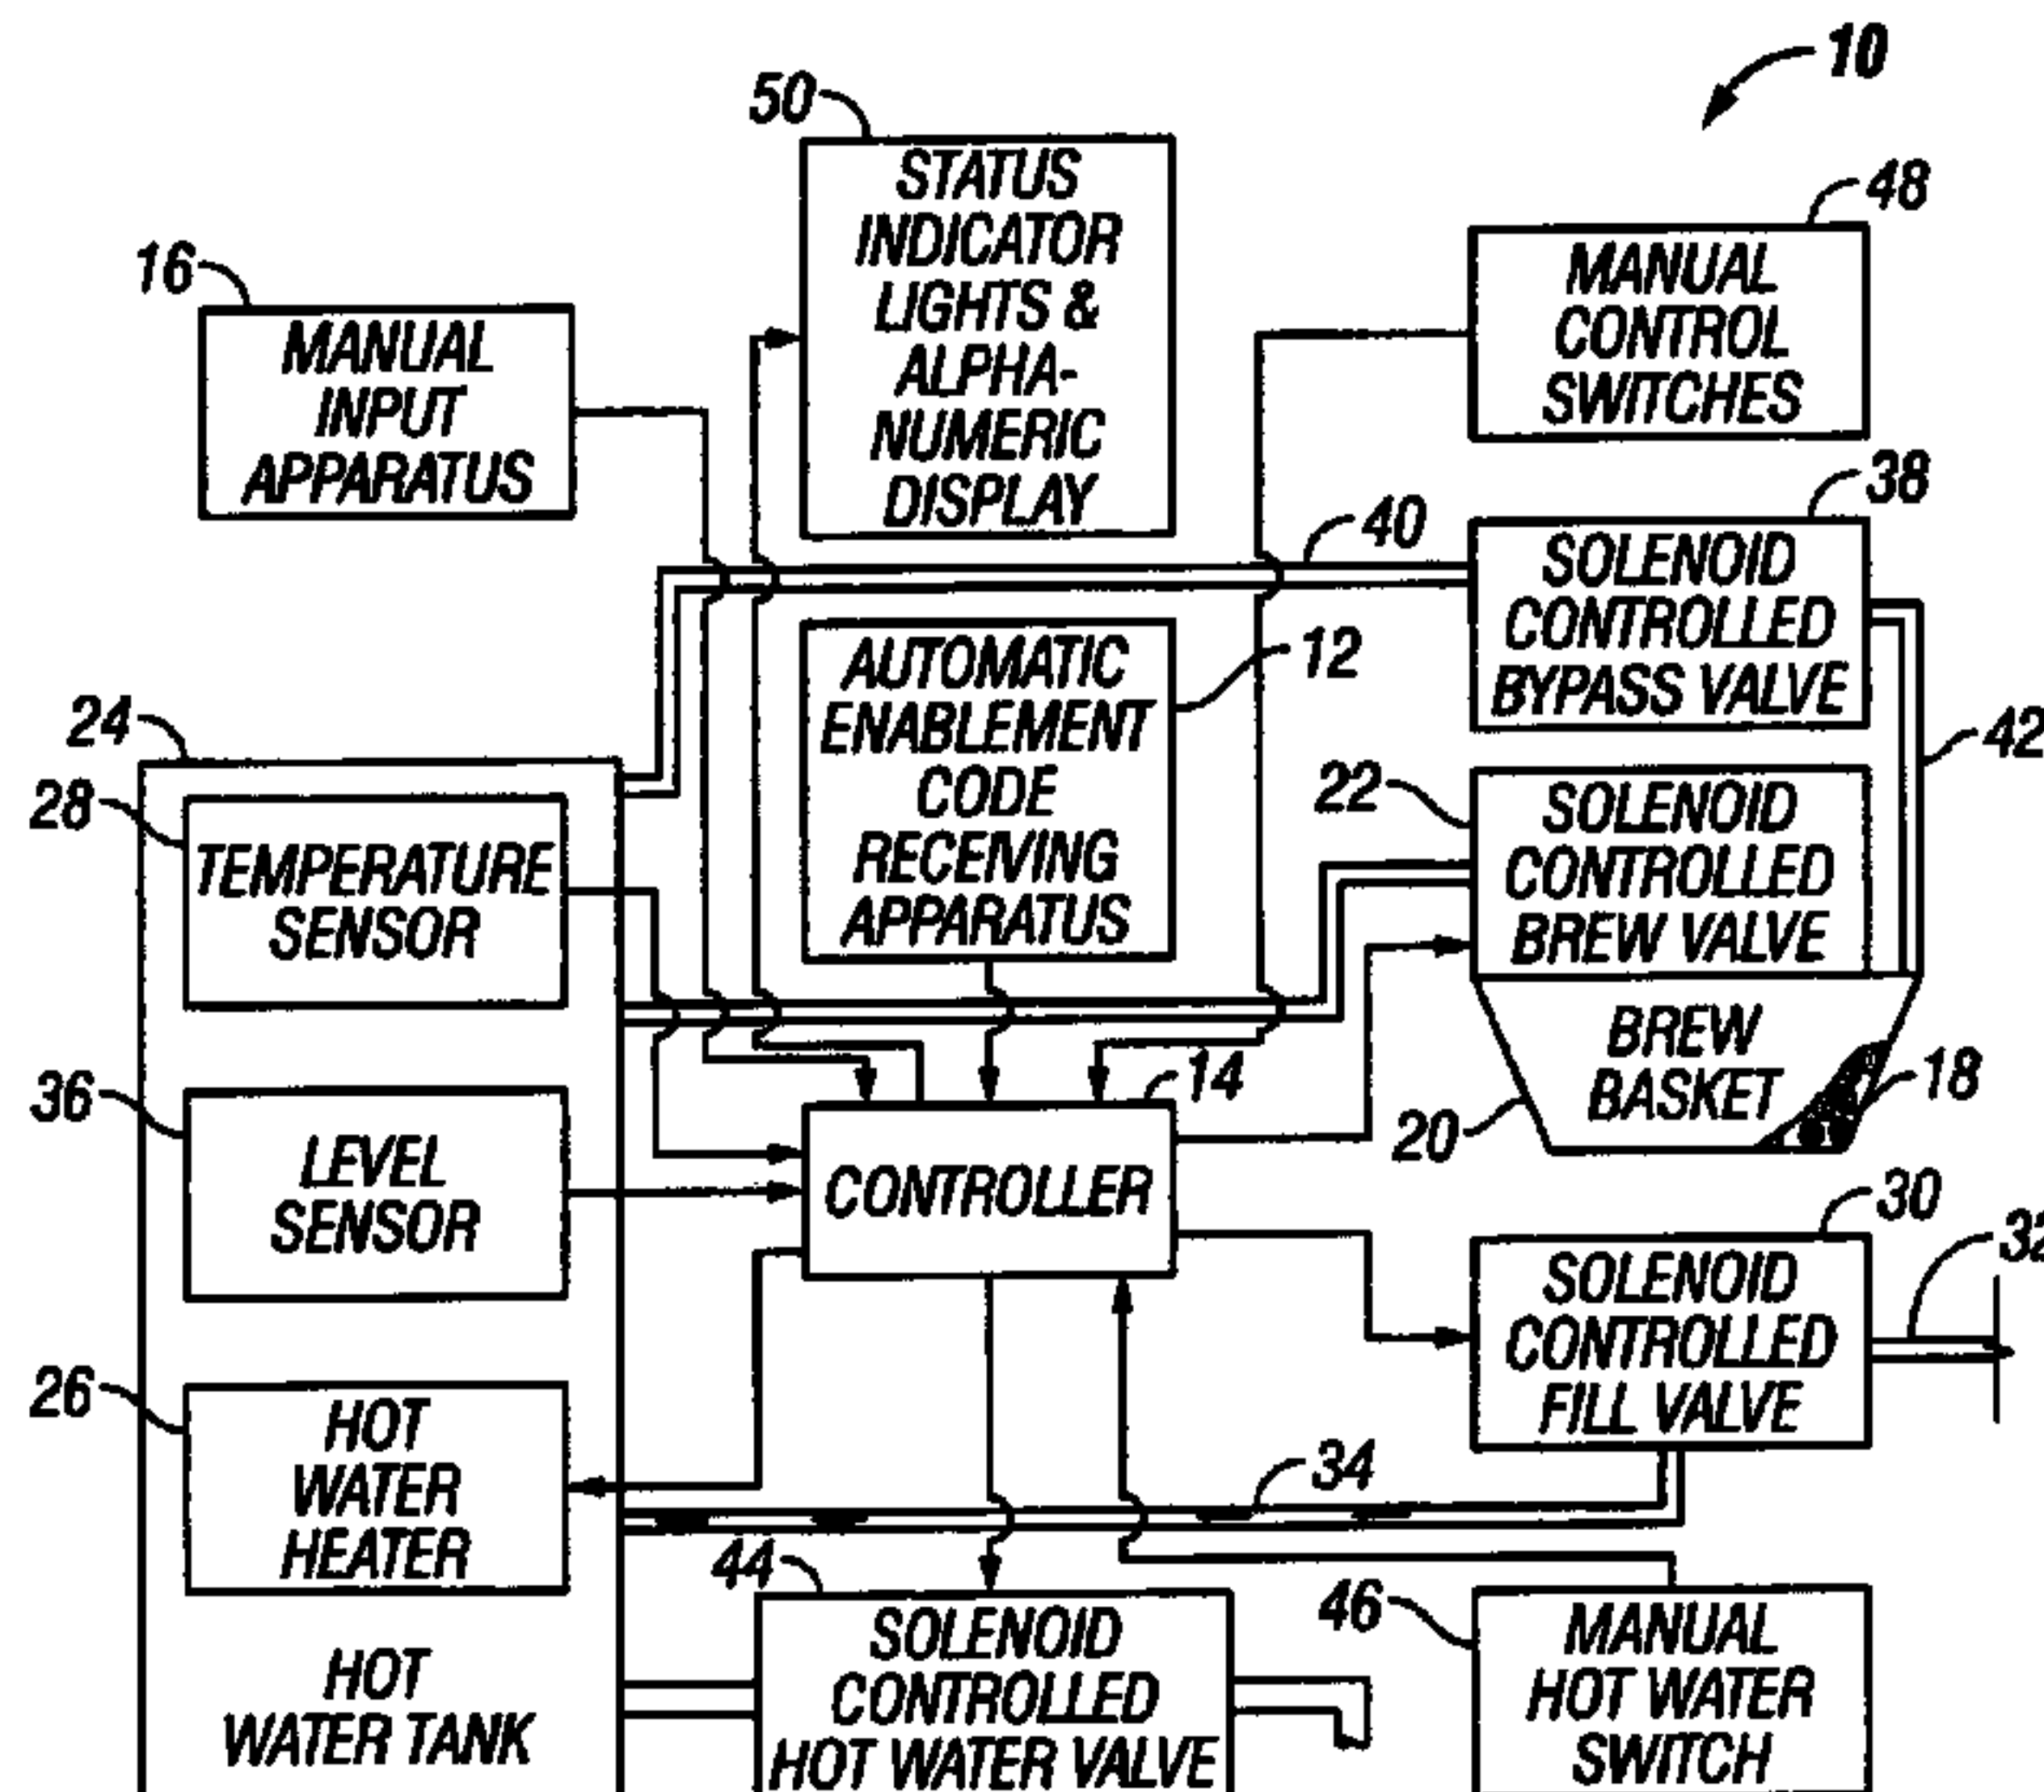 10
50
STATUS
INDICATOR
LIGHTS &
ALPHA-
NUMERIC
DISPLAY
48
MANUAL
CONTROL
SWITCHES
16
MANUAL
INPUT
APPARATUS
40
38
SOLENOID
CONTROLLED
BYPASS VALVE
42
12
AUTOMATIC
ENABLEMENT
CODE
RECEIVING
APPARATUS
24
28
TEMPERATURE
SENSOR
22
SOLENOID
CONTROLLED
BREW VALVE
BREW
BASKET
20
18
36
LEVEL
SENSOR
14
CONTROLLER
30
SOLENOID
CONTROLLED
FILL VALVE
32
26
HOT
WATER
HEATER
34
HOT
WATER TANK
44
SOLENOID
CONTROLLED
HOT WATER VALVE
46
MANUAL
HOT WATER
SWITCH